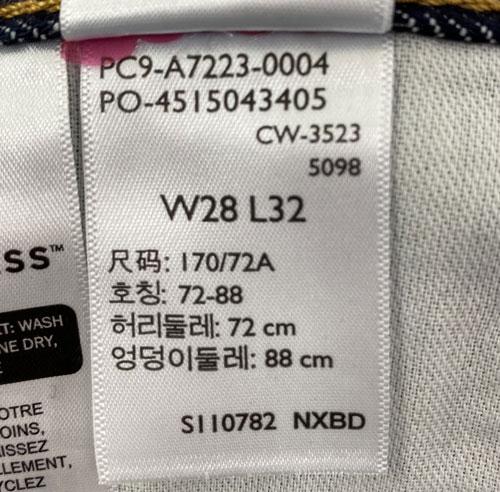 PC9-A7223-0004
PO-4515043405
CW-3523
5098
W28 L32
尺码: 170/72A
호칭: 72-88
허리둘레: 72 cm
엉덩이둘레: 88 cm
S110782 NXBD
SS™
T: WASH
NE DRY,
OTRE
OINS,
AISSEZ
LLEMENT,
YCLEZ